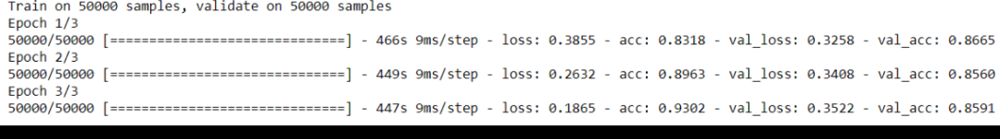 Train on 50000 samples, validate on 50000 samples
Epoch 1/3
50000/50000 [==============================] - 466s 9ms/step - loss: 0.3855 - acc: 0.8318 - val_loss: 0.3258 - val_acc: 0.8665
Epoch 2/3
50000/50000 [==============================] - 449s 9ms/step - loss: 0.2632 - acc: 0.8963 - val_loss: 0.3408 - val_acc: 0.8560
Epoch 3/3
50000/50000 [==============================] - 447s 9ms/step - loss: 0.1865 - acc: 0.9302 - val_loss: 0.3522 - val_acc: 0.8591